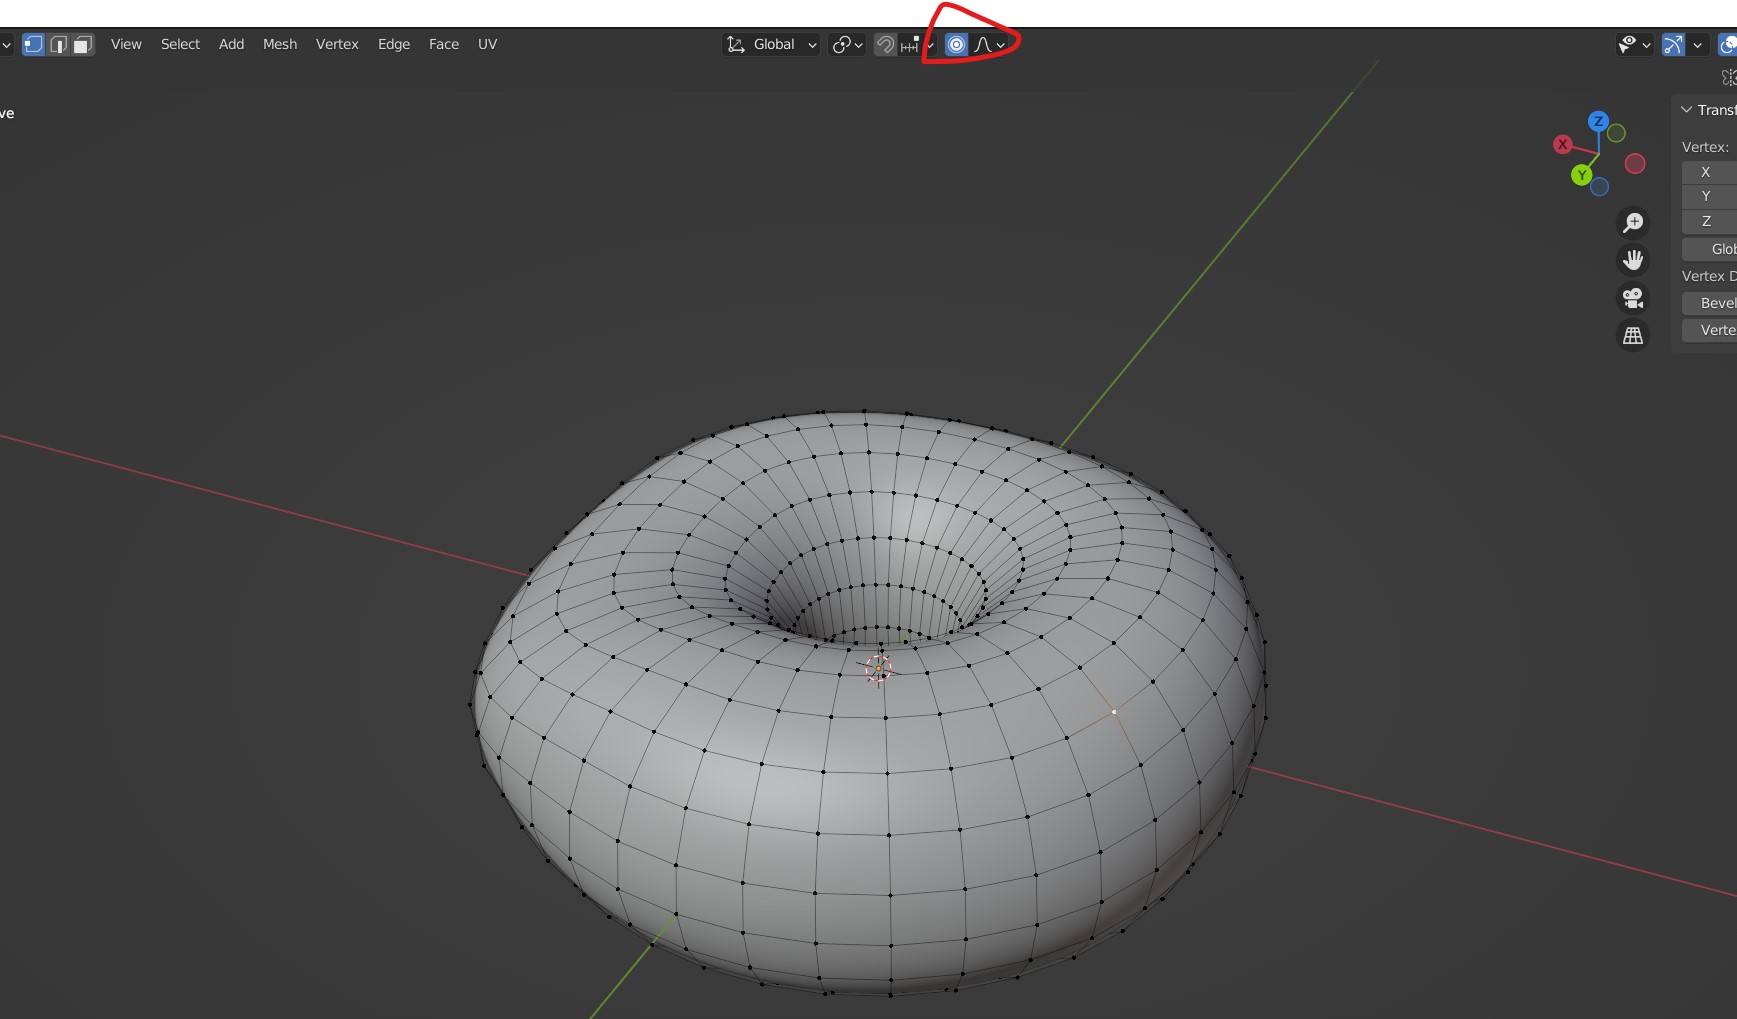 View Select Add Mesh Vertex Edge Face UV Global
ve
Transf
Z
X
Y
Vertex:
X
Y
Z
Glob
Vertex D
Bevel
Verte